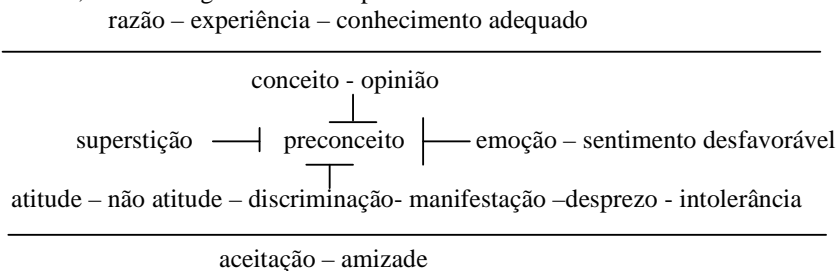 razão – experiência – conhecimento adequado
conceito - opinião
superstição preconceito emoção – sentimento desfavorável
atitude – não atitude – discriminação- manifestação –desprezo - intolerância
aceitação – amizade